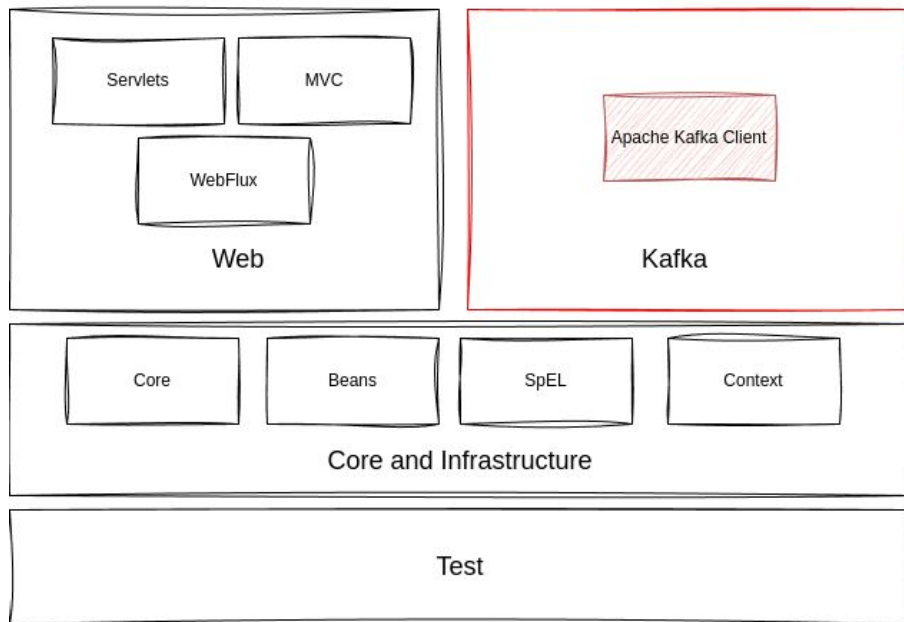 Servlets
MVC
WebFlux
Web
Apache Kafka Client
Kafka
Core
Beans
SpEL
Context
Core and Infrastructure
Test